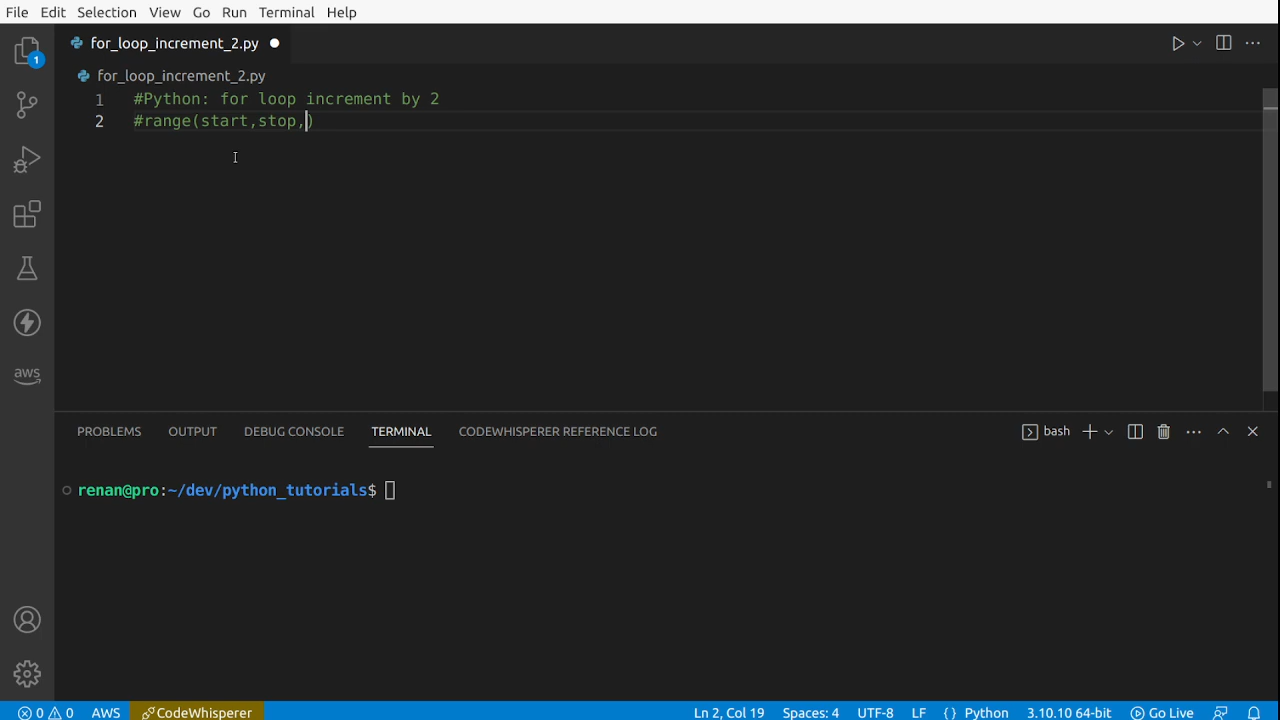 File Edit Selection View Go Run Terminal Help
for_loop_increment_2.py
for_loop_increment_2.py
1 #Python: for loop increment by 2
2 #range(start,stop,)
1
aws
PROBLEMS OUTPUT DEBUG CONSOLE TERMINAL CODEWHISPERER REFERENCE LOG bash
renan@pro:~/dev/python_tutorials$
0 0 AWS CodeWhisperer Ln 2, Col 19 Spaces: 4 UTF-8 LF {} Python 3.10.10 64-bit Go Live